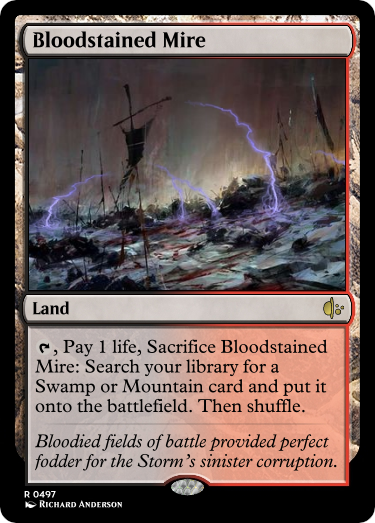 Bloodstained Mire
Land
, Pay 1 life, Sacrifice Bloodstained
Mire: Search your library for a
Swamp or Mountain card and put it
onto the battlefield. Then shuffle.
Bloodied fields of battle provided perfect
fodder for the Storm's sinister corruption.
R 0497
Richard Anderson